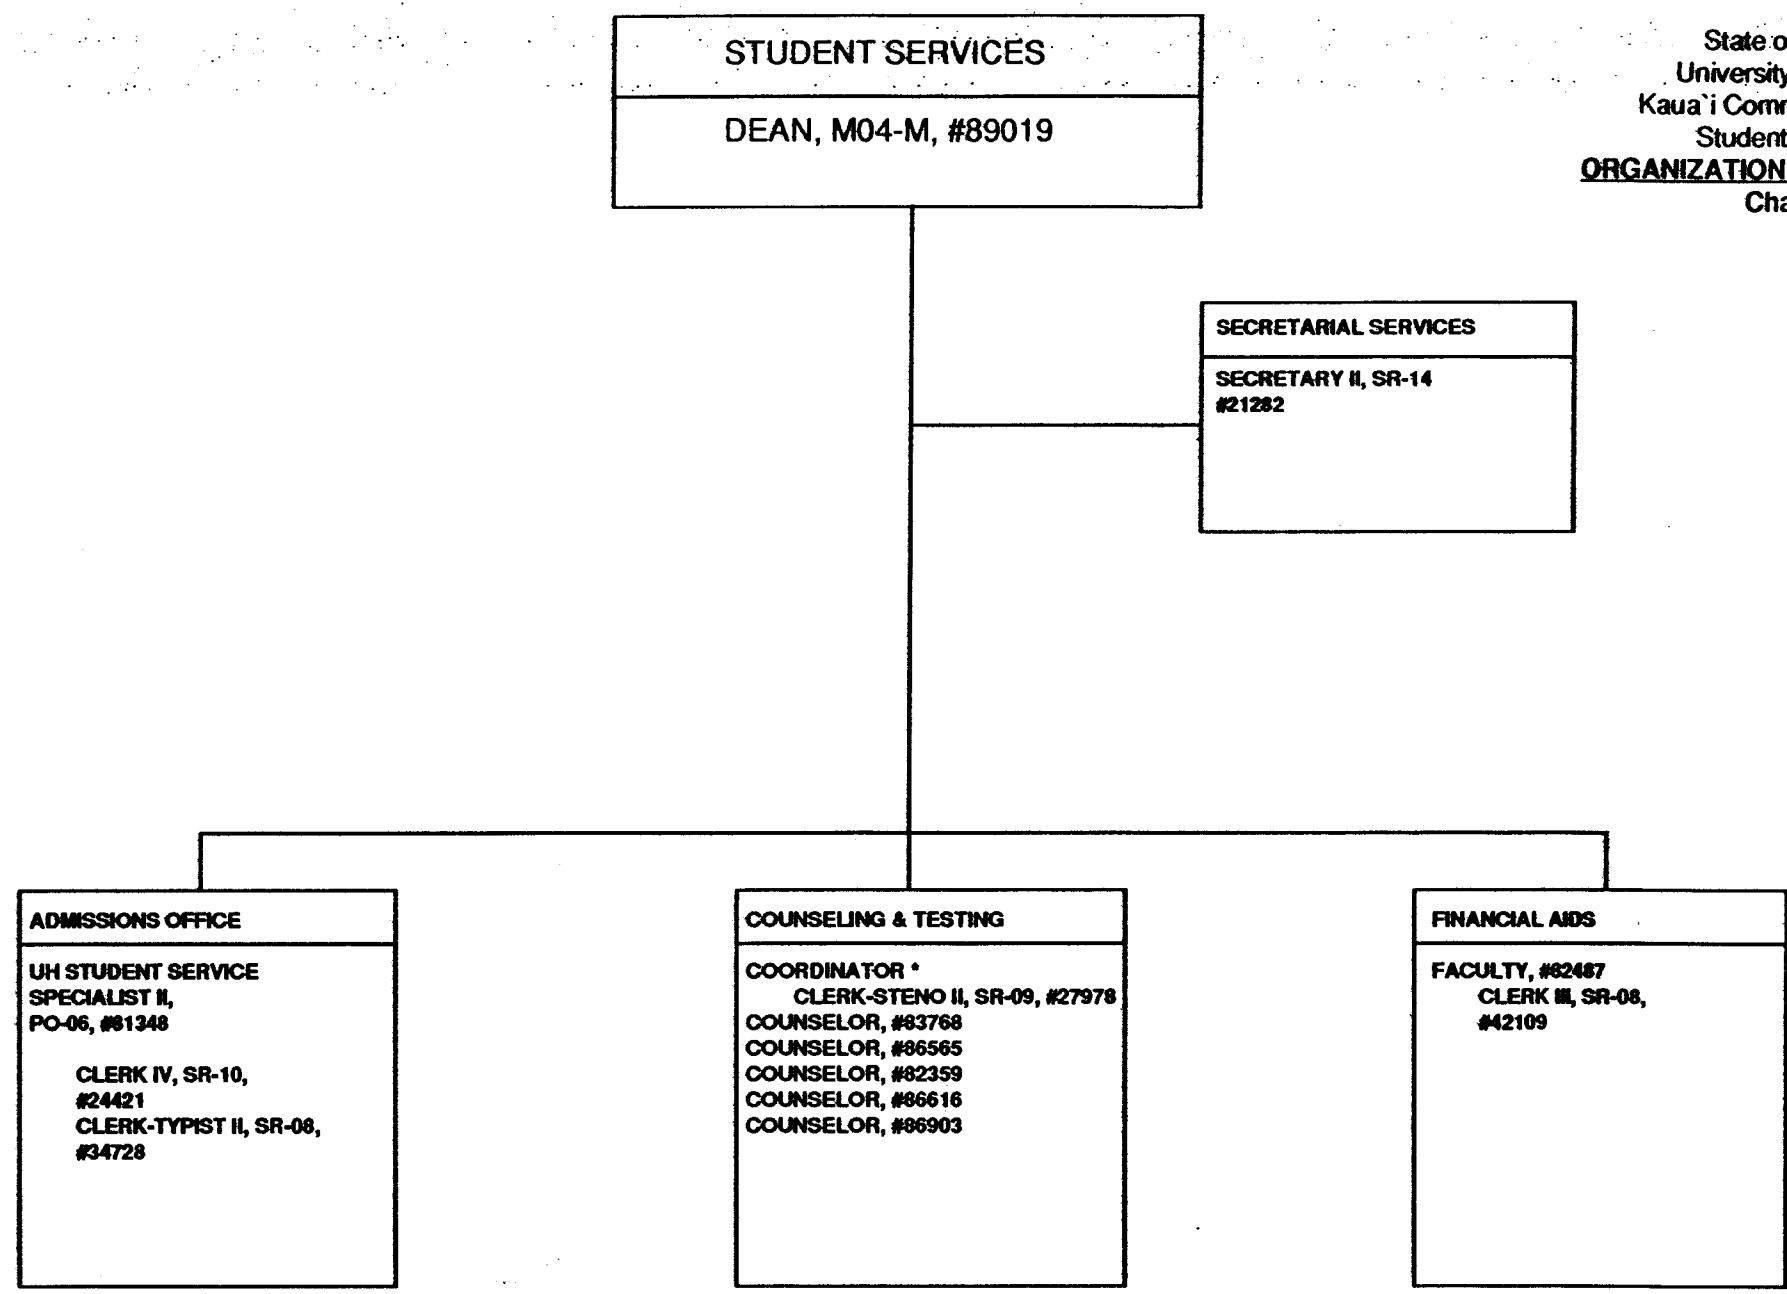 STUDENT SERVICES
DEAN, M04-M, #89019
State o
University
Kaua`i Comm
Student
ORGANIZATION
Cha
SECRETARIAL SERVICES
SECRETARY II, SR-14
#21282
ADMISSIONS OFFICE
UH STUDENT SERVICE
SPECIALIST II,
PO-06, #81348
CLERK IV, SR-10,
#24421
CLERK-TYPIST II, SR-08,
#34728
COUNSELING & TESTING
COORDINATOR *
CLERK-STENO II, SR-09, #27978
COUNSELOR, #83768
COUNSELOR, #86565
COUNSELOR, #82359
COUNSELOR, #86616
COUNSELOR, #86903
FINANCIAL AIDS
FACULTY, #82487
CLERK III, SR-08,
#42109